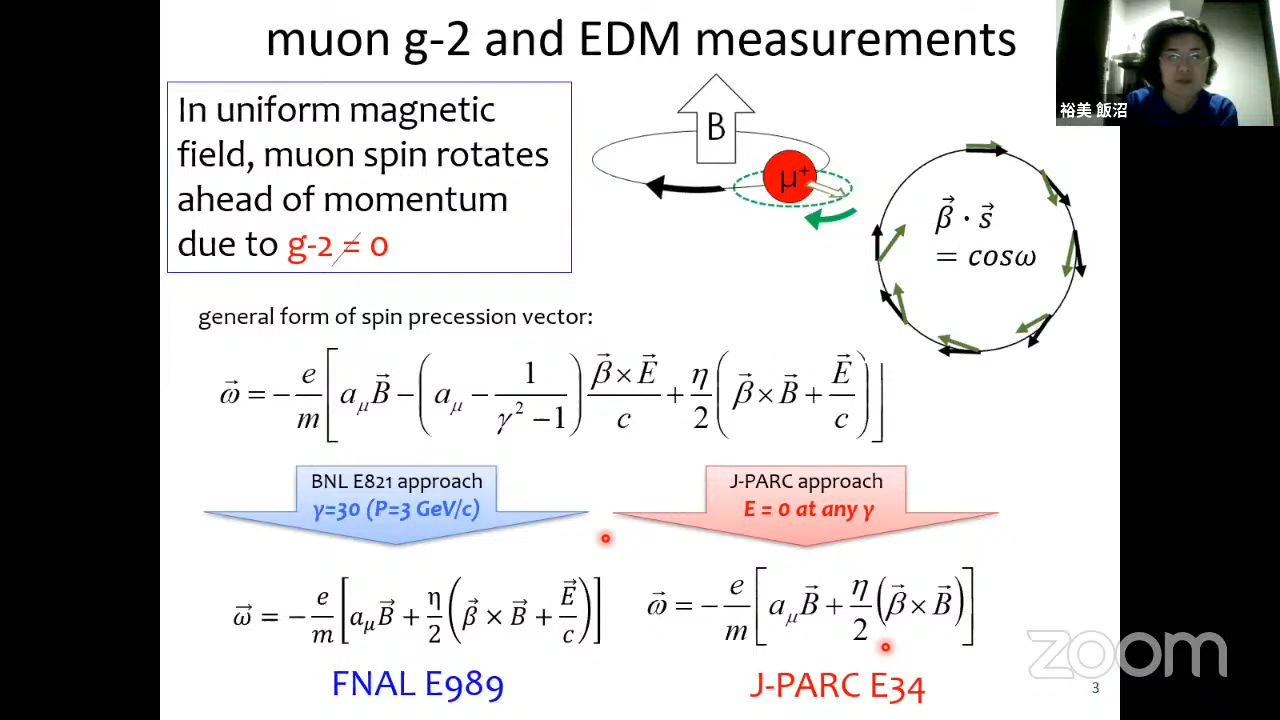 muon g-2 and EDM measurements
裕美 飯沼
In uniform magnetic
field, muon spin rotates
ahead of momentum
due to g-2 ≠ 0
B
μ⁺
β⃗ · s⃗
= cosω
general form of spin precession vector:
ω⃗ = − e/m [ a_μ B⃗ − ( a_μ − 1/(γ² − 1) ) (β⃗ × E⃗)/c + η/2 ( β⃗ × B⃗ + E⃗/c ) ]
BNL E821 approach
γ=30 (P=3 GeV/c)
J-PARC approach
E = 0 at any γ
ω⃗ = − e/m [ a_μ B⃗ + η/2 ( β⃗ × B⃗ + E⃗/c ) ]
ω⃗ = − e/m [ a_μ B⃗ + η/2 ( β⃗ × B⃗ ) ]
FNAL E989
J-PARC E34
zoom
3